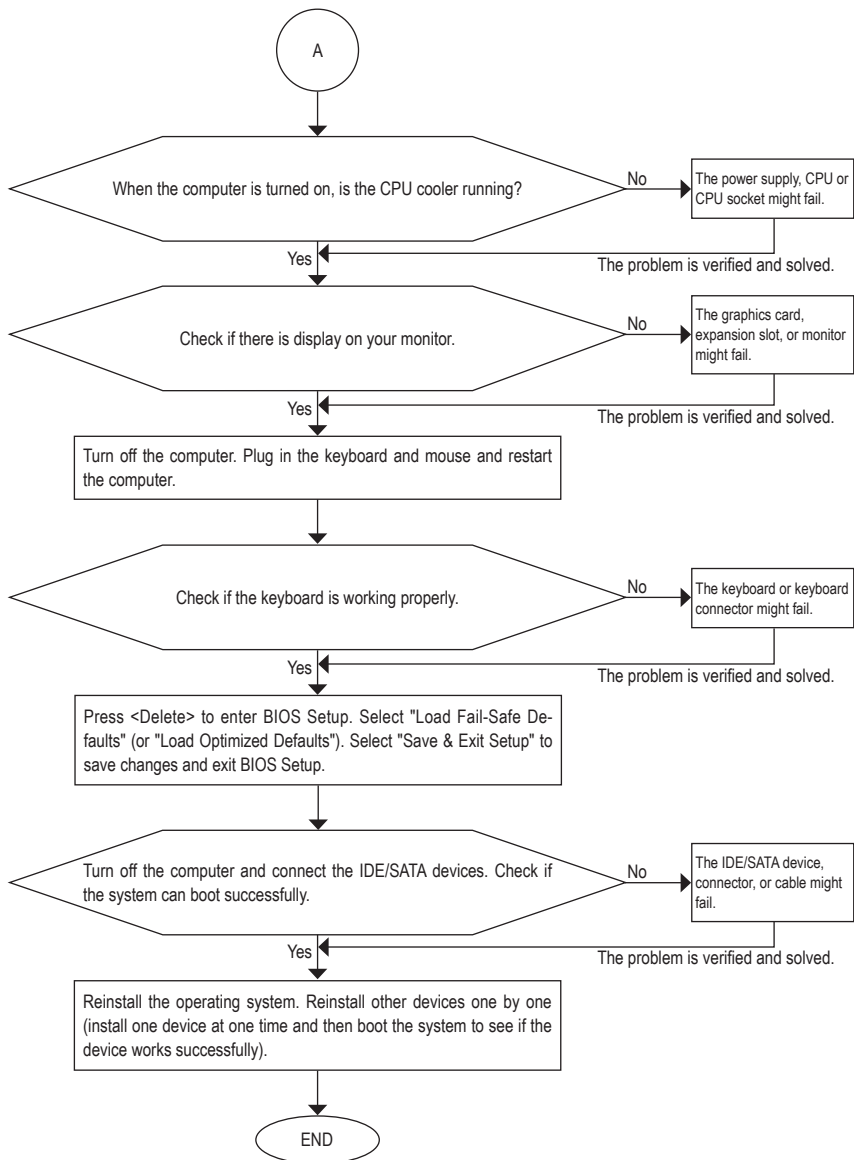 A
When the computer is turned on, is the CPU cooler running?
No
The power supply, CPU or
CPU socket might fail.
Yes
The problem is verified and solved.
Check if there is display on your monitor.
No
The graphics card,
expansion slot, or monitor
might fail.
Yes
The problem is verified and solved.
Turn off the computer. Plug in the keyboard and mouse and restart
the computer.
Check if the keyboard is working properly.
No
The keyboard or keyboard
connector might fail.
Yes
The problem is verified and solved.
Press <Delete> to enter BIOS Setup. Select "Load Fail-Safe De-
faults" (or "Load Optimized Defaults"). Select "Save & Exit Setup" to
save changes and exit BIOS Setup.
Turn off the computer and connect the IDE/SATA devices. Check if
the system can boot successfully.
No
The IDE/SATA device,
connector, or cable might
fail.
Yes
The problem is verified and solved.
Reinstall the operating system. Reinstall other devices one by one
(install one device at one time and then boot the system to see if the
device works successfully).
END